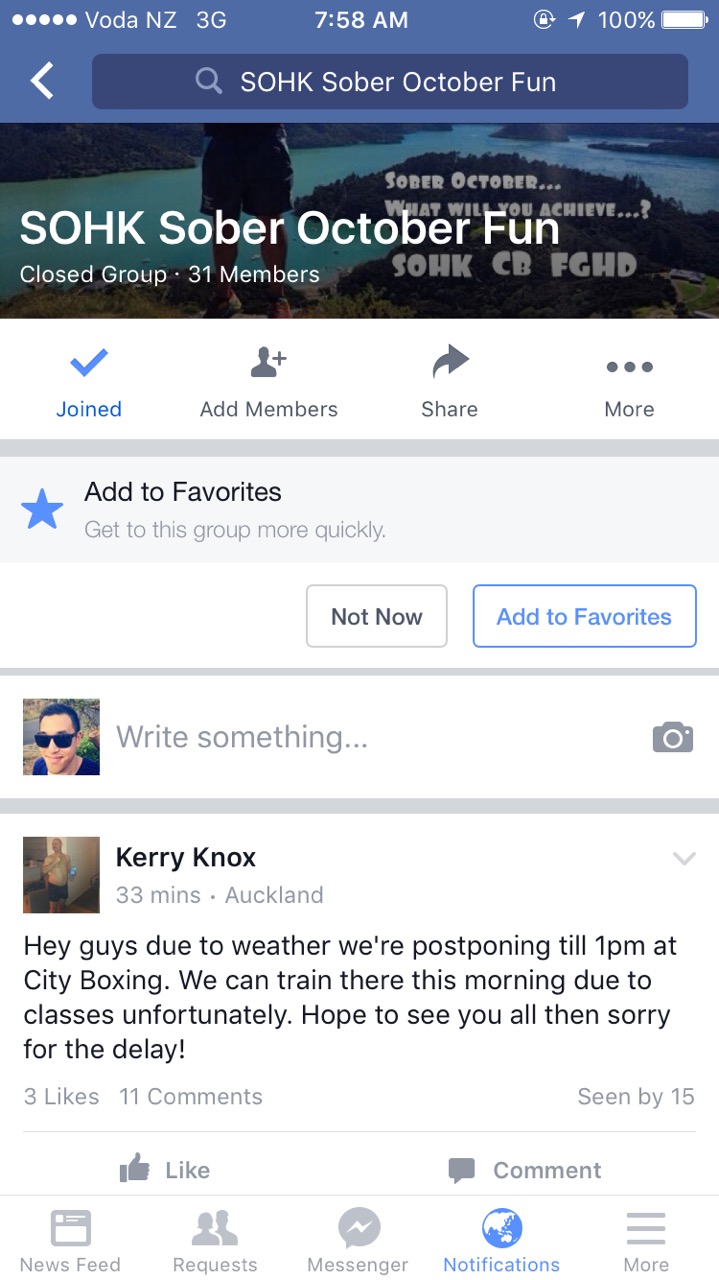 Voda NZ 3G 7:58 AM 100%
SOHK Sober October Fun
SOBER OCTOBER...
WHAT WILL YOU ACHIEVE...?
SOHK Sober October Fun
SOHK CB FGHD
Closed Group · 31 Members
Joined Add Members Share More
Add to Favorites
Get to this group more quickly.
Not Now Add to Favorites
Write something...
Kerry Knox
33 mins · Auckland
Hey guys due to weather we're postponing till 1pm at
City Boxing. We can train there this morning due to
classes unfortunately. Hope to see you all then sorry
for the delay!
3 Likes 11 Comments Seen by 15
Like Comment
News Feed Requests Messenger Notifications More